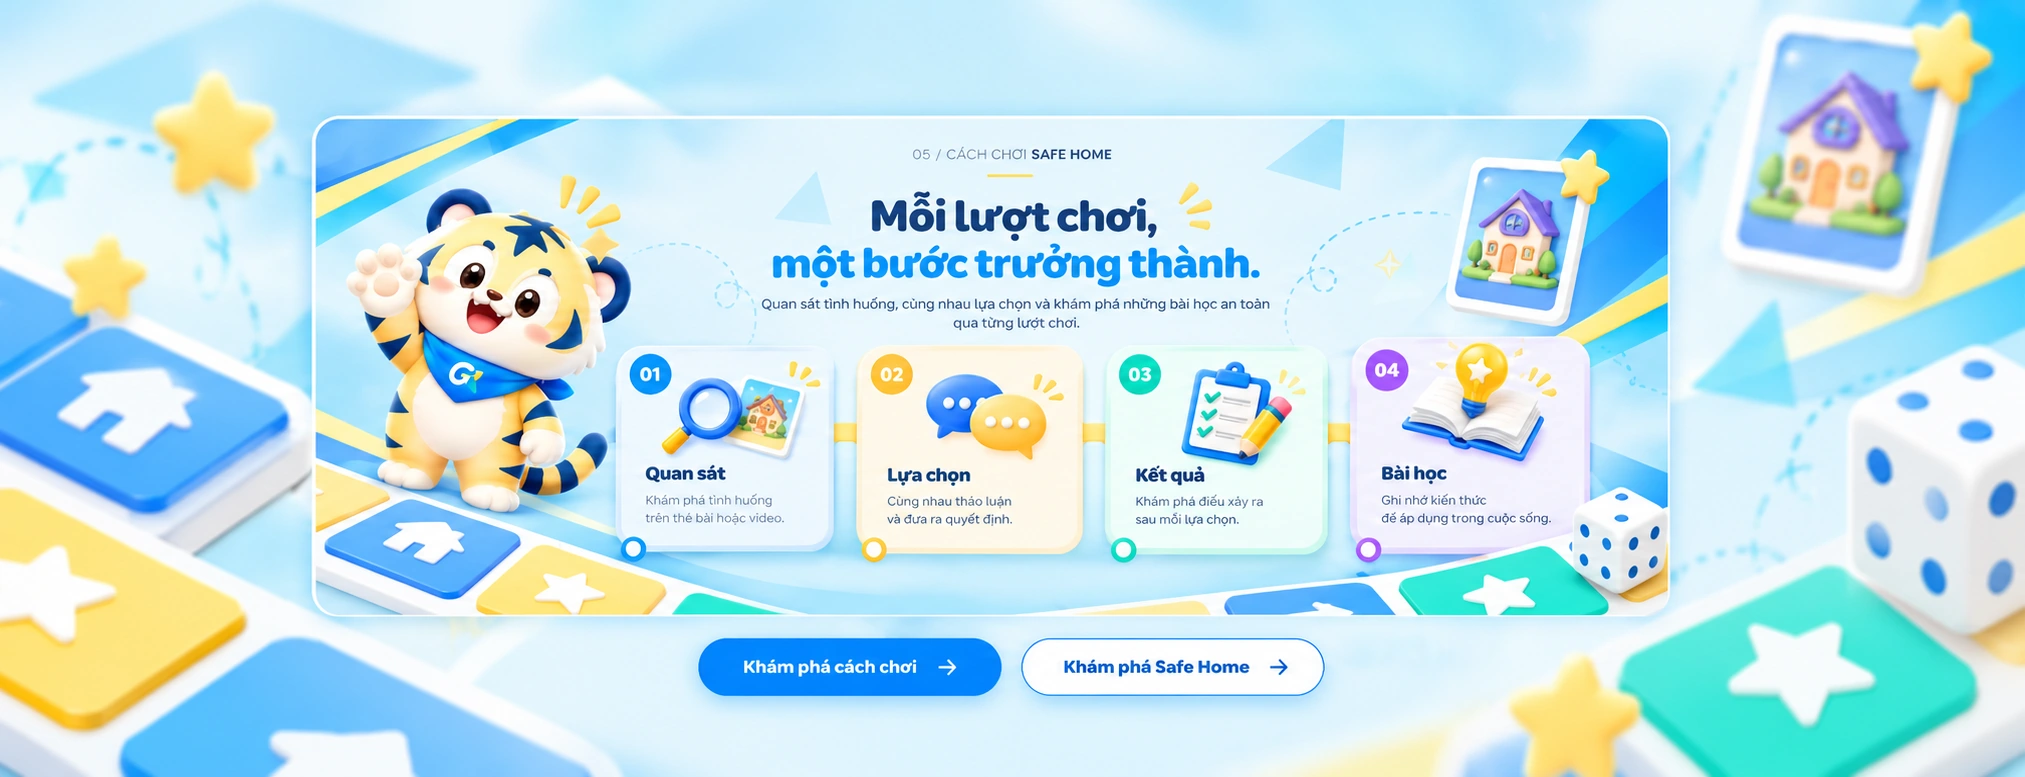 05 / CÁCH CHƠI SAFE HOME
Mỗi lượt chơi,
một bước trưởng thành.
Quan sát tình huống, cùng nhau lựa chọn và khám phá những bài học an toàn
qua từng lượt chơi.
G
01
Quan sát
Khám phá tình huống
trên thẻ bài hoặc video.
02
Lựa chọn
Cùng nhau thảo luận
và đưa ra quyết định.
03
Kết quả
Khám phá điều xảy ra
sau mỗi lựa chọn.
04
Bài học
Ghi nhớ kiến thức
để áp dụng trong cuộc sống.
Khám phá cách chơi →
Khám phá Safe Home →